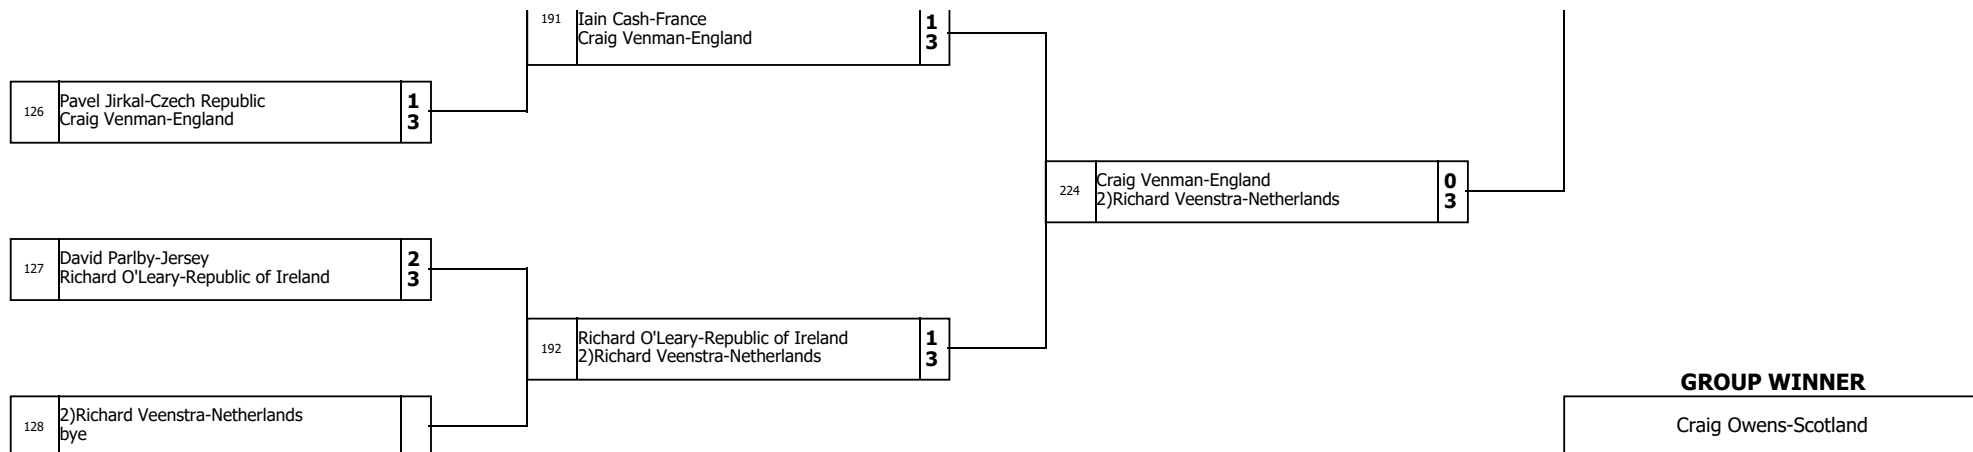 191
Iain Cash-France
Craig Venman-England
1
3
126
Pavel Jirkal-Czech Republic
Craig Venman-England
1
3
224
Craig Venman-England
2)Richard Veenstra-Netherlands
0
3
127
David Parlby-Jersey
Richard O'Leary-Republic of Ireland
2
3
192
Richard O'Leary-Republic of Ireland
2)Richard Veenstra-Netherlands
1
3
128
2)Richard Veenstra-Netherlands
bye
GROUP WINNER
Craig Owens-Scotland